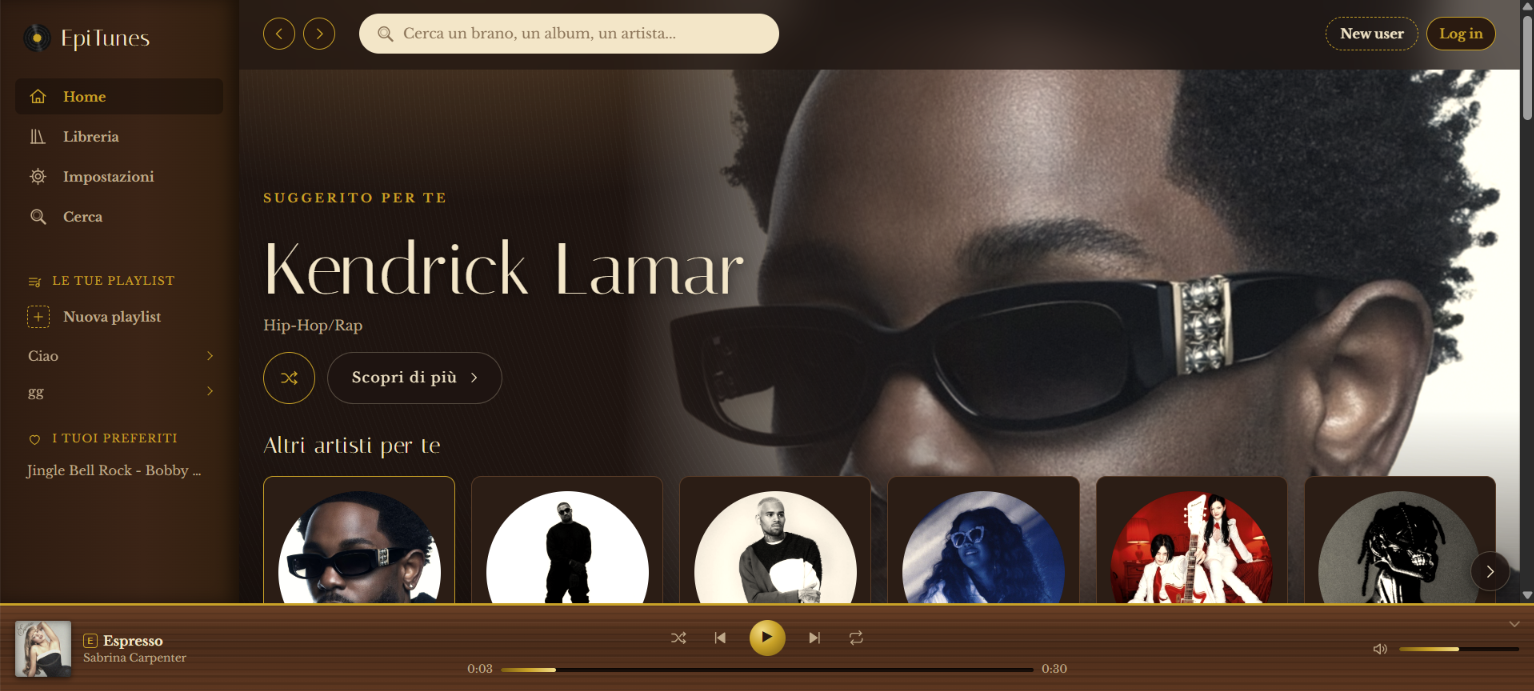 EpiTunes
Cerca un brano, un album, un artista...
New user
Log in
Home
Libreria
Impostazioni
Cerca
LE TUE PLAYLIST
Nuova playlist
Ciao
gg
I TUOI PREFERITI
Jingle Bell Rock - Bobby ...
SUGGERITO PER TE
Kendrick Lamar
Hip-Hop/Rap
Scopri di più
Altri artisti per te
E Espresso
Sabrina Carpenter
0:03
0:30